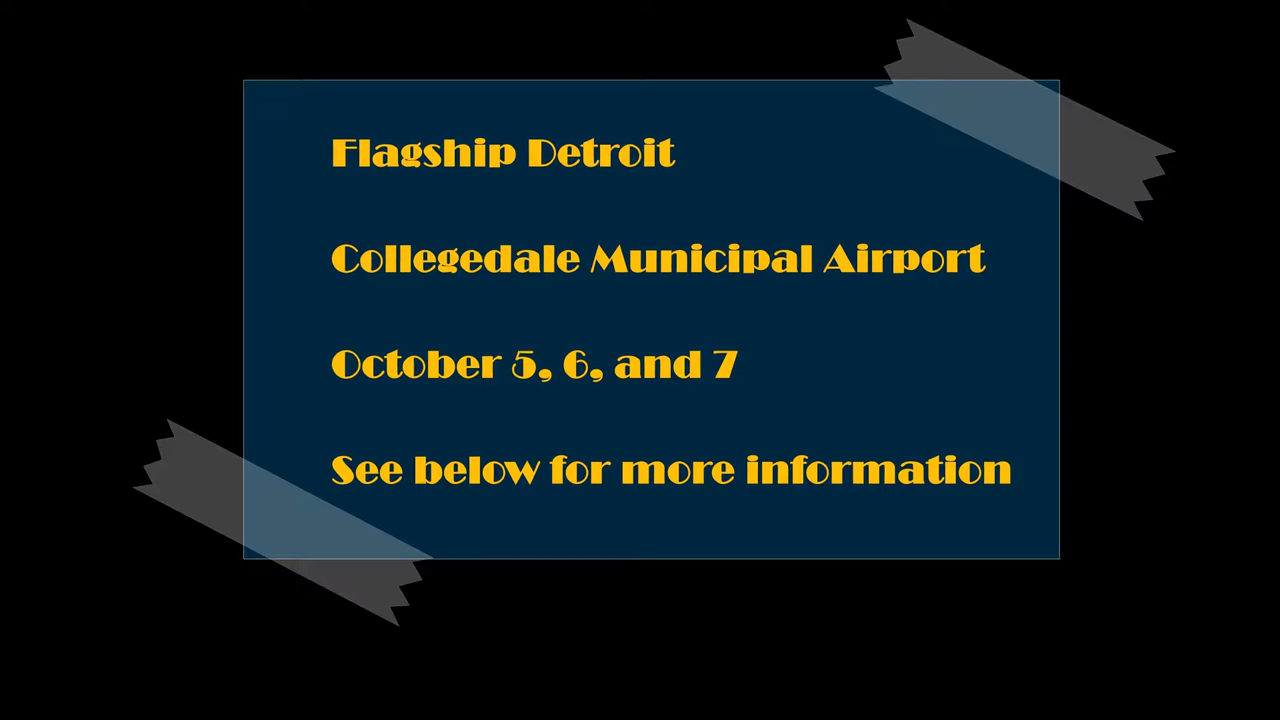 Flagship Detroit
Collegedale Municipal Airport
October 5, 6, and 7
See below for more information